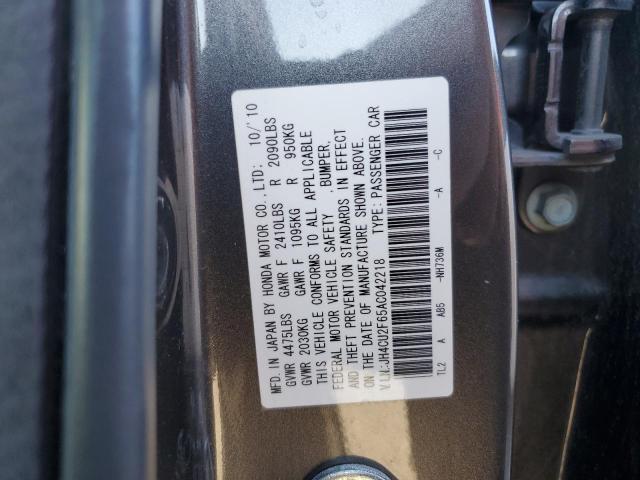 MFD.IN JAPAN BY HONDA MOTOR CO.,LTD: 10/'10
GVWR 4475LBS GAWR F 2410LBS R 2090LBS
GVWR 2030KG GAWR F 1095KG R 950KG
THIS VEHICLE CONFORMS TO ALL APPLICABLE
FEDERAL MOTOR VEHICLE SAFETY , BUMPER,
AND THEFT PREVENTION STANDARDS IN EFFECT
ON THE DATE OF MANUFACTURE SHOWN ABOVE.
V.I.N:JH4CU2F65AC042218 TYPE:PASSENGER CAR
TL2 A AB5 -NH736M -A -C